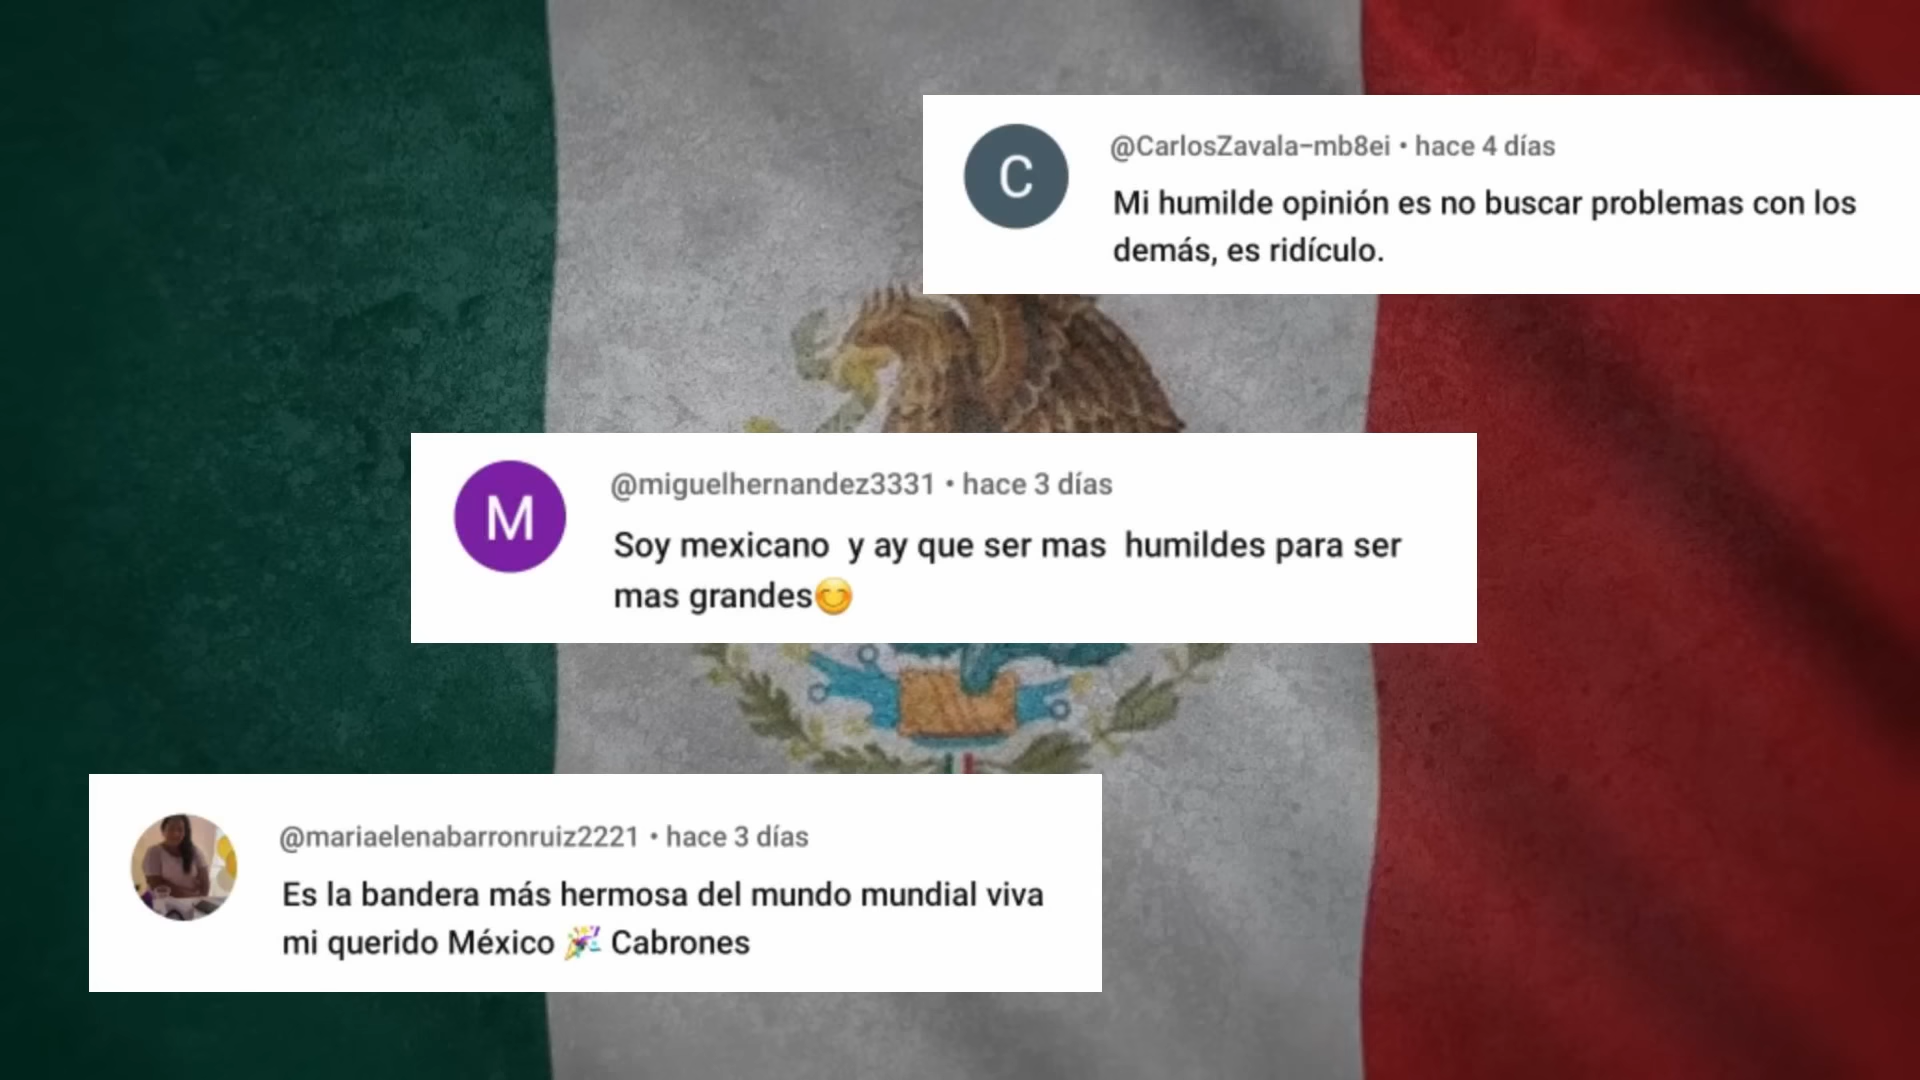 C
@CarlosZavala-mb8ei • hace 4 días
Mi humilde opinión es no buscar problemas con los
demás, es ridículo.
M
@miguelhernandez3331 • hace 3 días
Soy mexicano y ay que ser mas humildes para ser
mas grandes😊
@mariaelenabarronruiz2221 • hace 3 días
Es la bandera más hermosa del mundo mundial viva
mi querido México 🎉 Cabrones